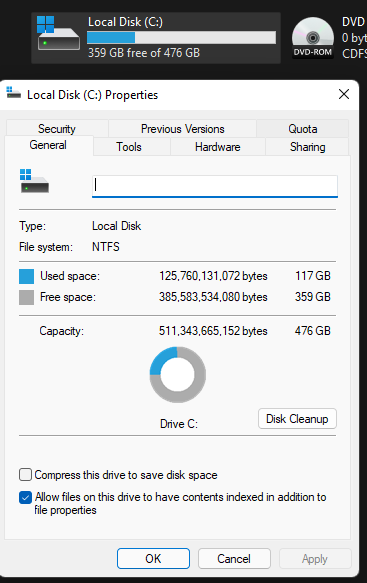 Local Disk (C:)
359 GB free of 476 GB
DVD
0 by
CDFS
DVD-ROM
Local Disk (C:) Properties
Security Previous Versions Quota
General Tools Hardware Sharing
Type: Local Disk
File system: NTFS
Used space: 125,760,131,072 bytes 117 GB
Free space: 385,583,534,080 bytes 359 GB
Capacity: 511,343,665,152 bytes 476 GB
Drive C:
Disk Cleanup
Compress this drive to save disk space
Allow files on this drive to have contents indexed in addition to
file properties
OK Cancel Apply